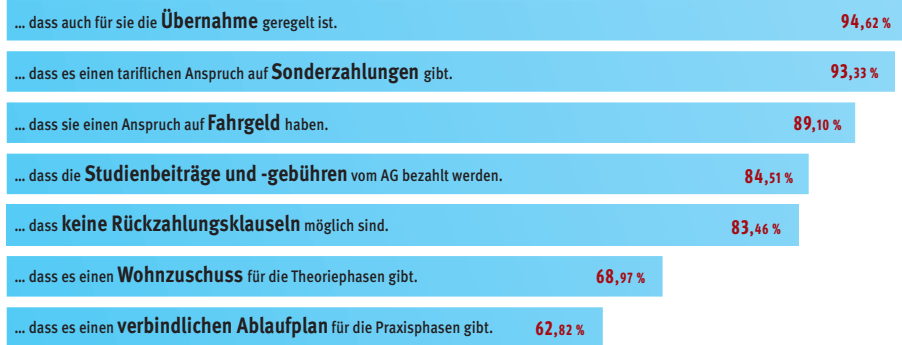 ... dass auch für sie die Übernahme geregelt ist. 94,62 %
... dass es einen tariflichen Anspruch auf Sonderzahlungen gibt. 93,33 %
... dass sie einen Anspruch auf Fahrgeld haben. 89,10 %
... dass die Studienbeiträge und -gebühren vom AG bezahlt werden. 84,51 %
... dass keine Rückzahlungsklauseln möglich sind. 83,46 %
... dass es einen Wohnzuschuss für die Theoriephasen gibt. 68,97 %
... dass es einen verbindlichen Ablaufplan für die Praxisphasen gibt. 62,82 %